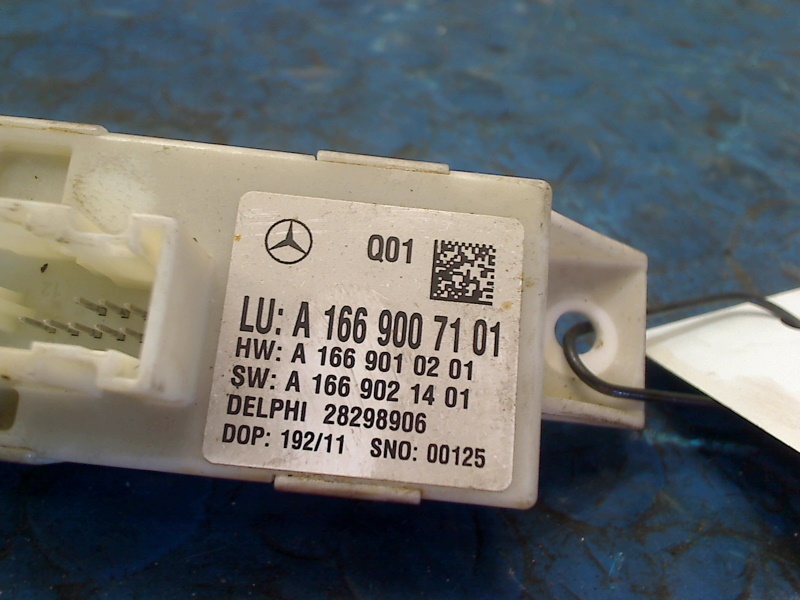 Q01
LU: A 166 900 71 01
HW: A 166 901 02 01
SW: A 166 902 14 01
DELPHI 28298906
DOP: 192/11 SNO: 00125